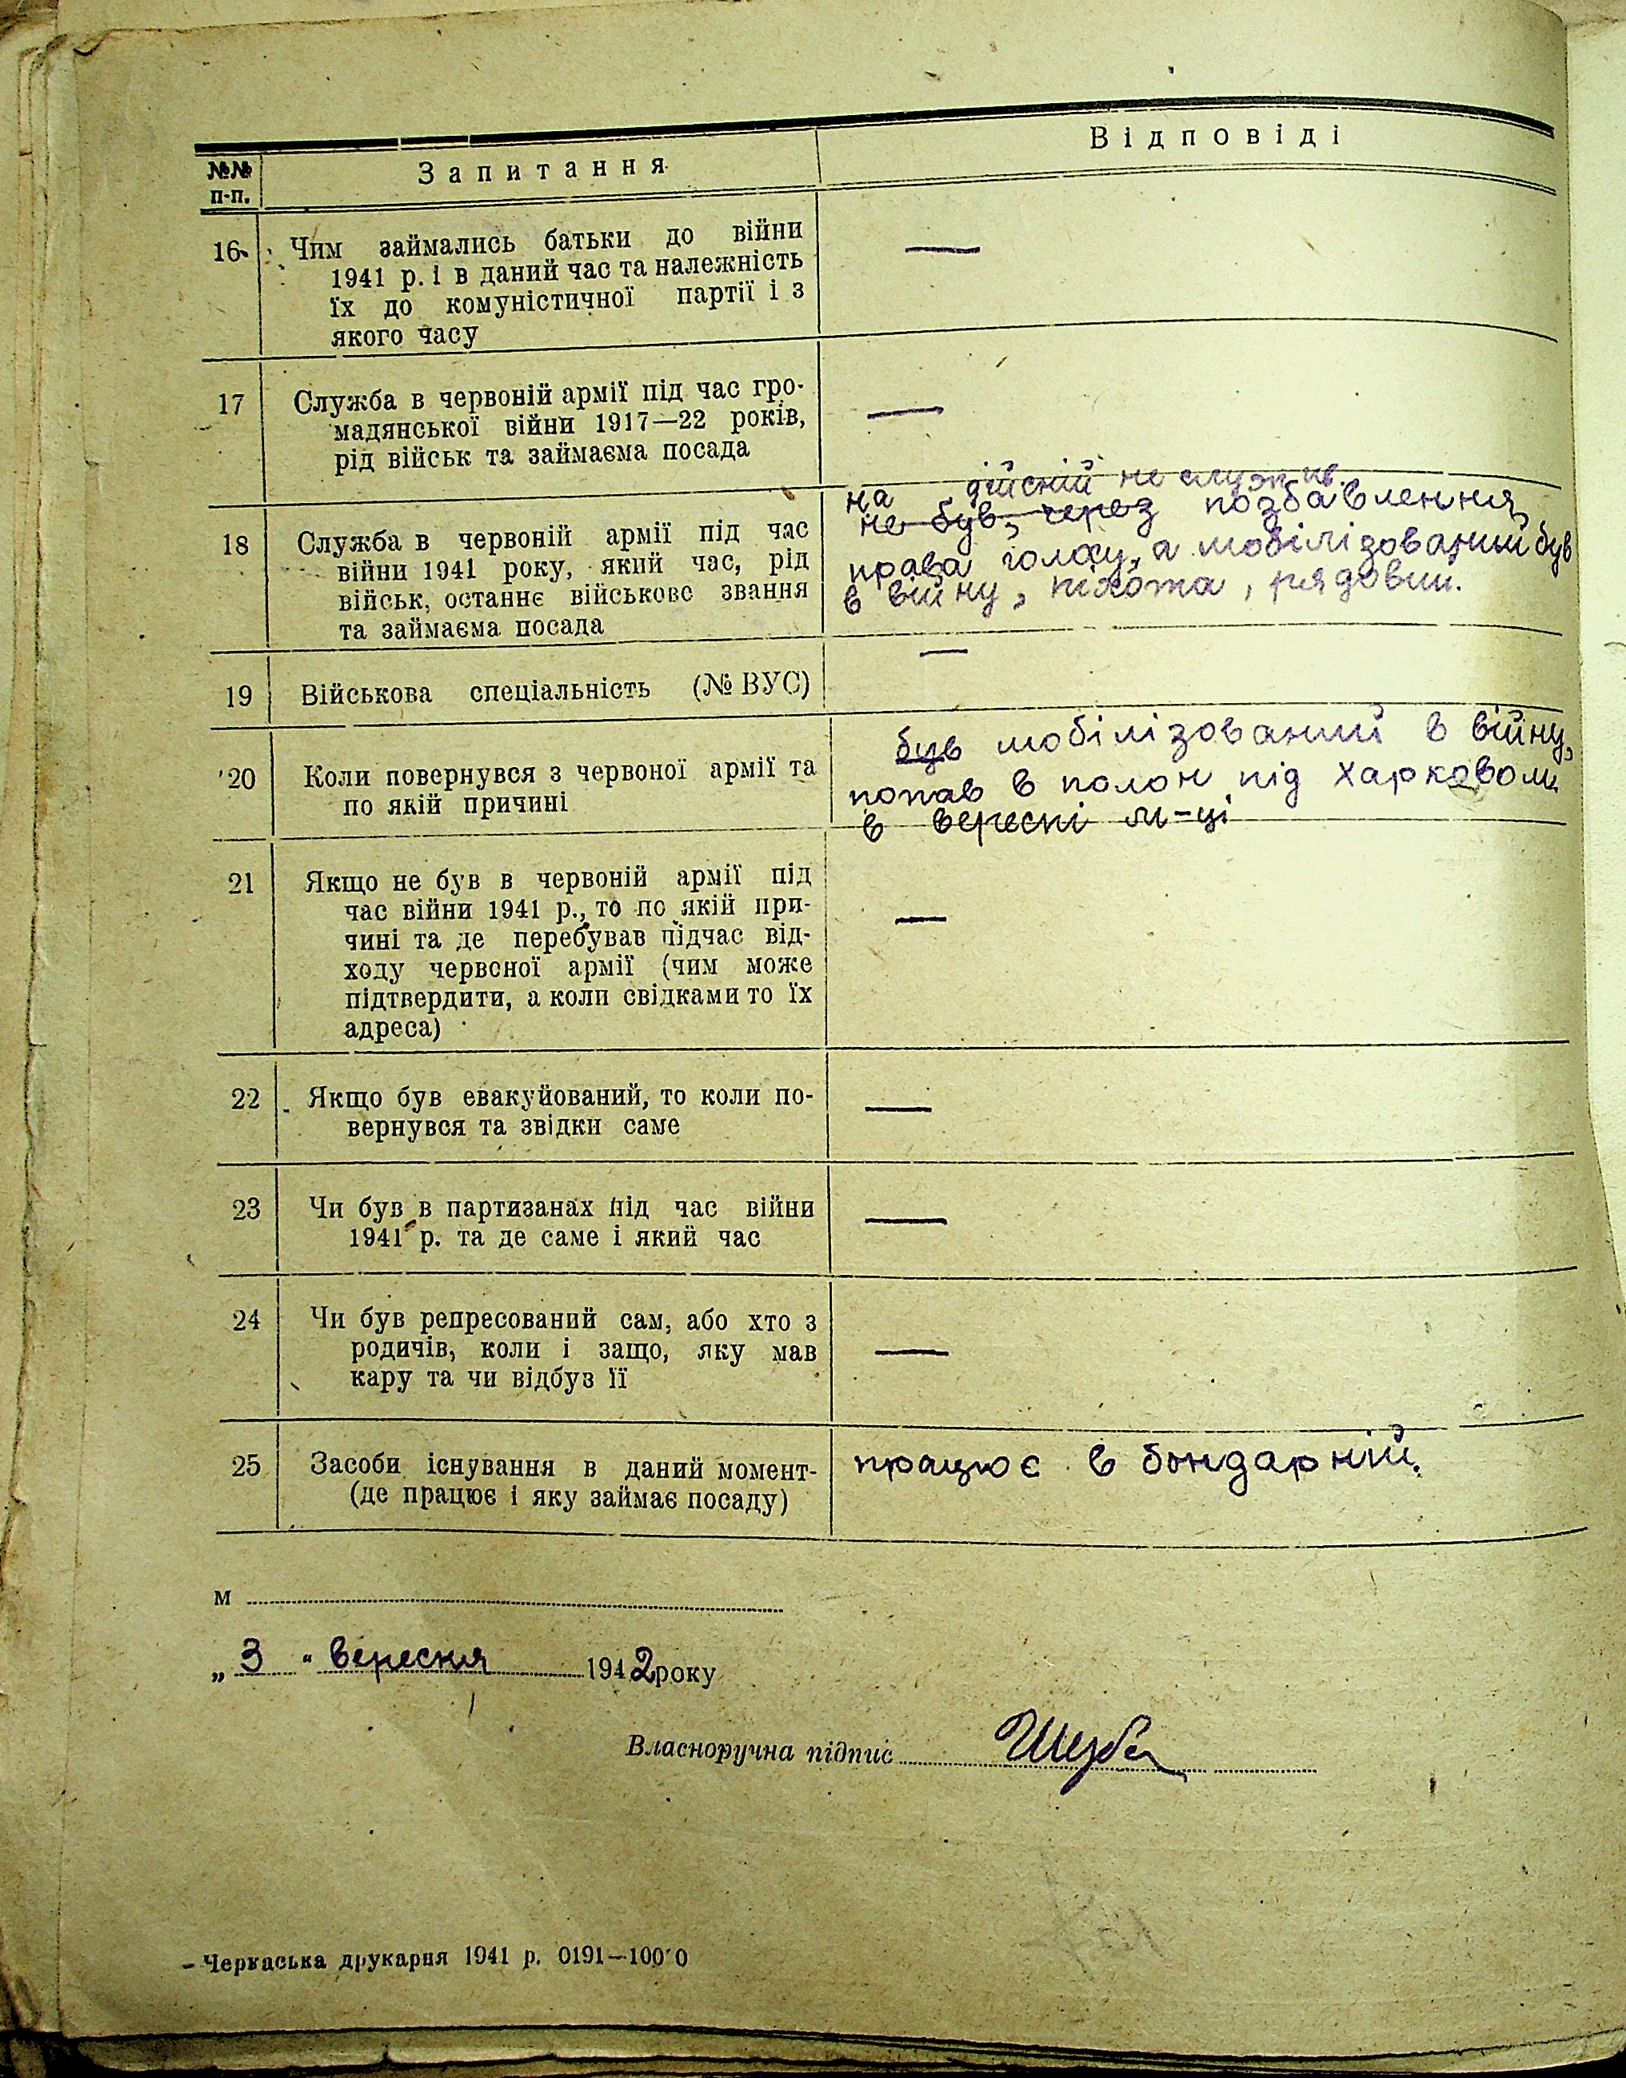 №№ п-п.
Запитання
Відповіді
16
Чим займались батьки до війни
1941 р. і в даний час та належність
їх до комуністичної партії і з
якого часу
—
17
Служба в червоній армії під час гро-
мадянської війни 1917—22 років,
рід військ та займаєма посада
—
18
Служба в червоній армії під час
війни 1941 року, який час, рід
військ, останнє військове звання
та займаєма посада
на дійсній не служив
не був, через позбавлення
права голосу, а мобілізований був
в війну, піхота, рядовий.
19
Військова спеціальність (№ ВУС)
—
20
Коли повернувся з червоної армії та
по якій причині
був мобілізований в війну,
попав в полон під Харковом
в вересні м-ці
21
Якщо не був в червоній армії під
час війни 1941 р., то по якій при-
чині та де перебував підчас від-
ходу червоної армії (чим може
підтвердити, а коли свідками то їх
адреса)
—
22
Якщо був евакуйований, то коли по-
вернувся та звідки саме
—
23
Чи був в партизанах під час війни
1941 р. та де саме і який час
—
24
Чи був репресований сам, або хто з
родичів, коли і защо, яку мав
кару та чи відбув її
—
25
Засоби існування в даний момент-
(де працює і яку займає посаду)
працює в бондарній.
м
„3“ вересня 1942 року
Власноручна підпис
Черкаська друкарня 1941 р. 0191—100'0